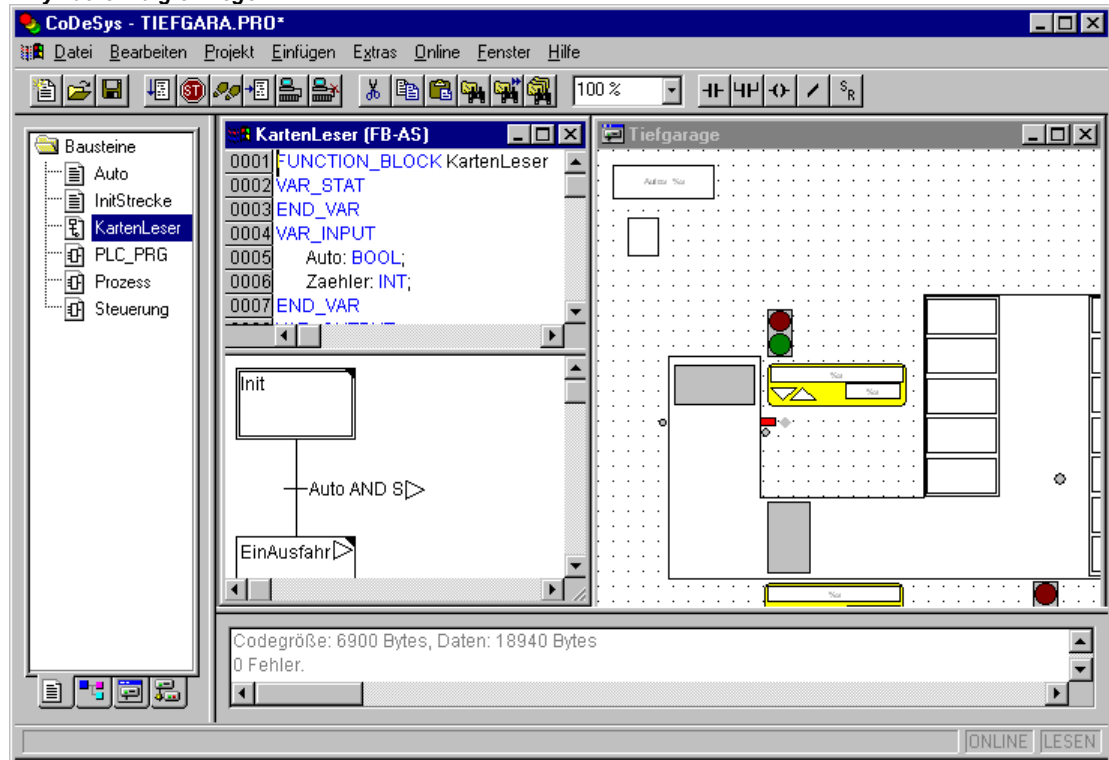 CoDeSys - TIEFGARA.PRO*
Datei Bearbeiten Projekt Einfügen Extras Online Fenster Hilfe
ST
100 %
S R
Bausteine
Auto
InitStrecke
KartenLeser
PLC_PRG
Prozess
Steuerung
KartenLeser (FB-AS)
0001 FUNCTION_BLOCK KartenLeser
0002 VAR_STAT
0003 END_VAR
0004 VAR_INPUT
0005 Auto: BOOL;
0006 Zaehler: INT;
0007 END_VAR
Init
Auto AND S
EinAusfahr
Tiefgarage
Autos %s
%s
%s
%s
Codegröße: 6900 Bytes, Daten: 18940 Bytes
0 Fehler.
ONLINE LESEN